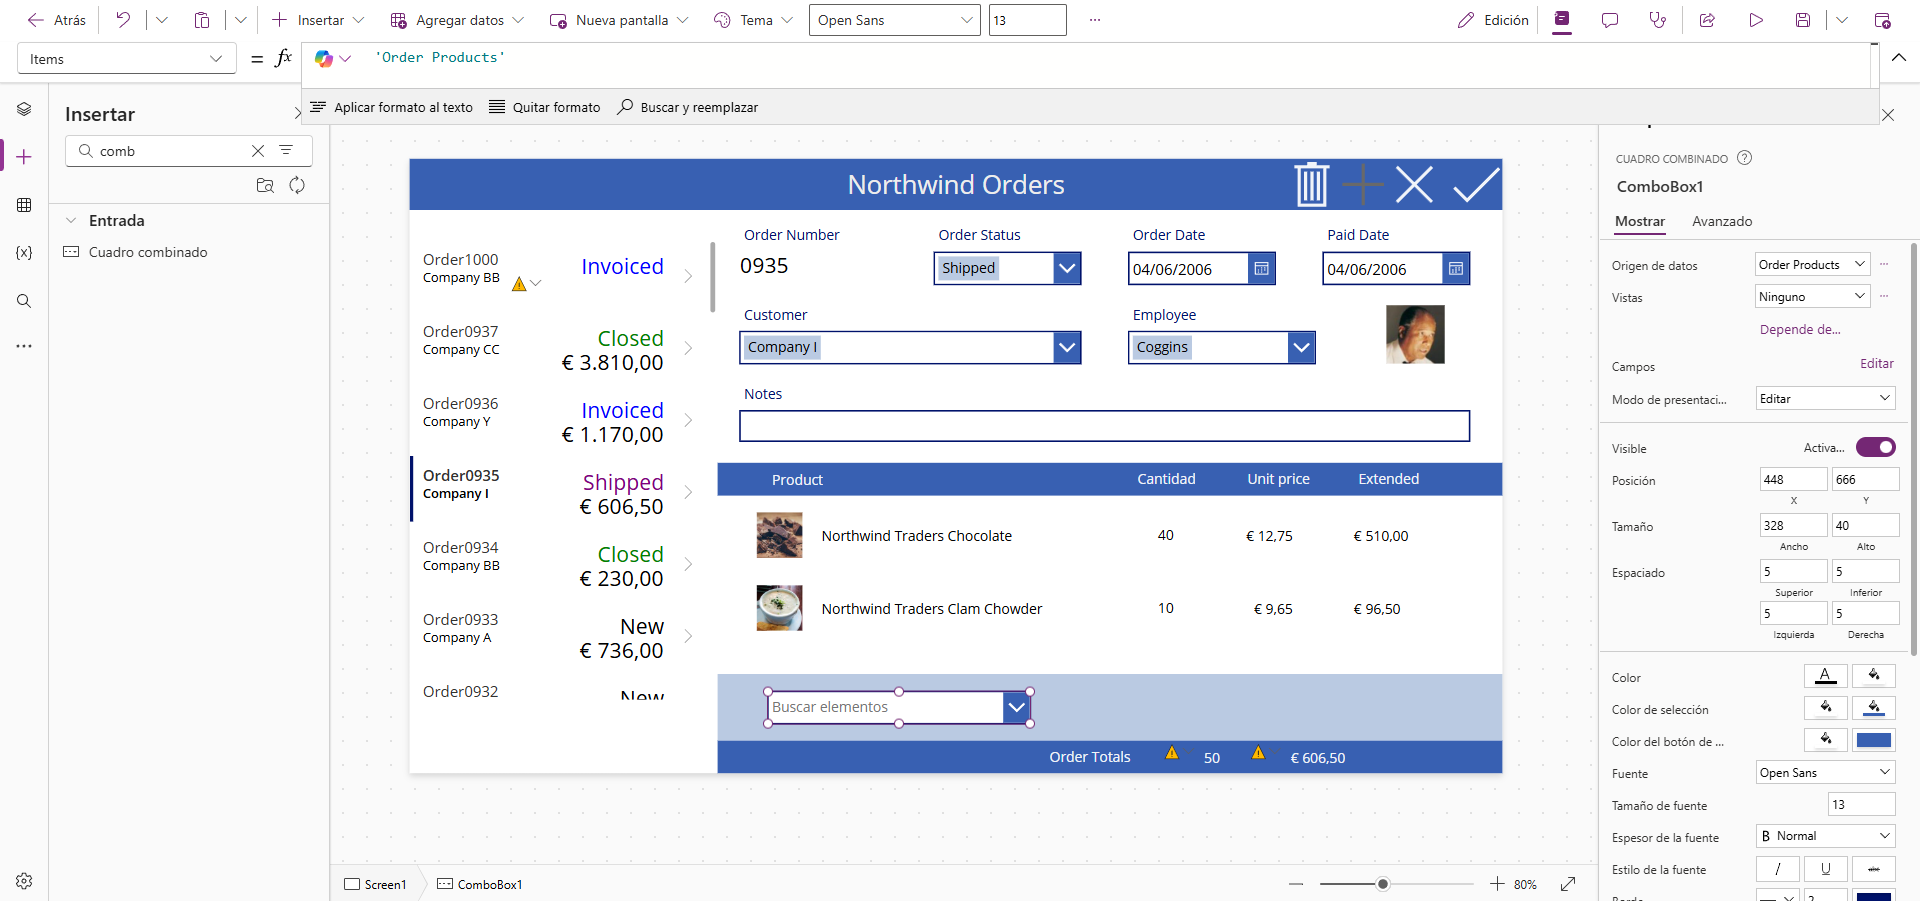 Atrás
Insertar
Agregar datos
Nueva pantalla
Tema
Open Sans
13
Edición
Items
= fx
'Order Products'
Aplicar formato al texto
Quitar formato
Buscar y reemplazar
Insertar
comb
Entrada
Cuadro combinado
Northwind Orders
Order1000
Company BB
Invoiced
Order0937
Company CC
Closed
€ 3.810,00
Order0936
Company Y
Invoiced
€ 1.170,00
Order0935
Company I
Shipped
€ 606,50
Order0934
Company BB
Closed
€ 230,00
Order0933
Company A
New
€ 736,00
Order0932
New
Order Number
0935
Order Status
Shipped
Order Date
04/06/2006
Paid Date
04/06/2006
Customer
Company I
Employee
Coggins
Notes
Product
Cantidad
Unit price
Extended
Northwind Traders Chocolate
40
€ 12,75
€ 510,00
Northwind Traders Clam Chowder
10
€ 9,65
€ 96,50
Buscar elementos
Order Totals
50
€ 606,50
Screen1
ComboBox1
80%
CUADRO COMBINADO
ComboBox1
Mostrar
Avanzado
Origen de datos
Order Products
Vistas
Ninguno
Depende de...
Campos
Editar
Modo de presentaci...
Editar
Visible
Activa...
Posición
448
666
X
Y
Tamaño
328
40
Ancho
Alto
Espaciado
5
5
Superior
Inferior
5
5
Izquierda
Derecha
Color
A
Color de selección
Color del botón de ...
Fuente
Open Sans
Tamaño de fuente
13
Espesor de la fuente
B Normal
Estilo de la fuente
/
U
abc